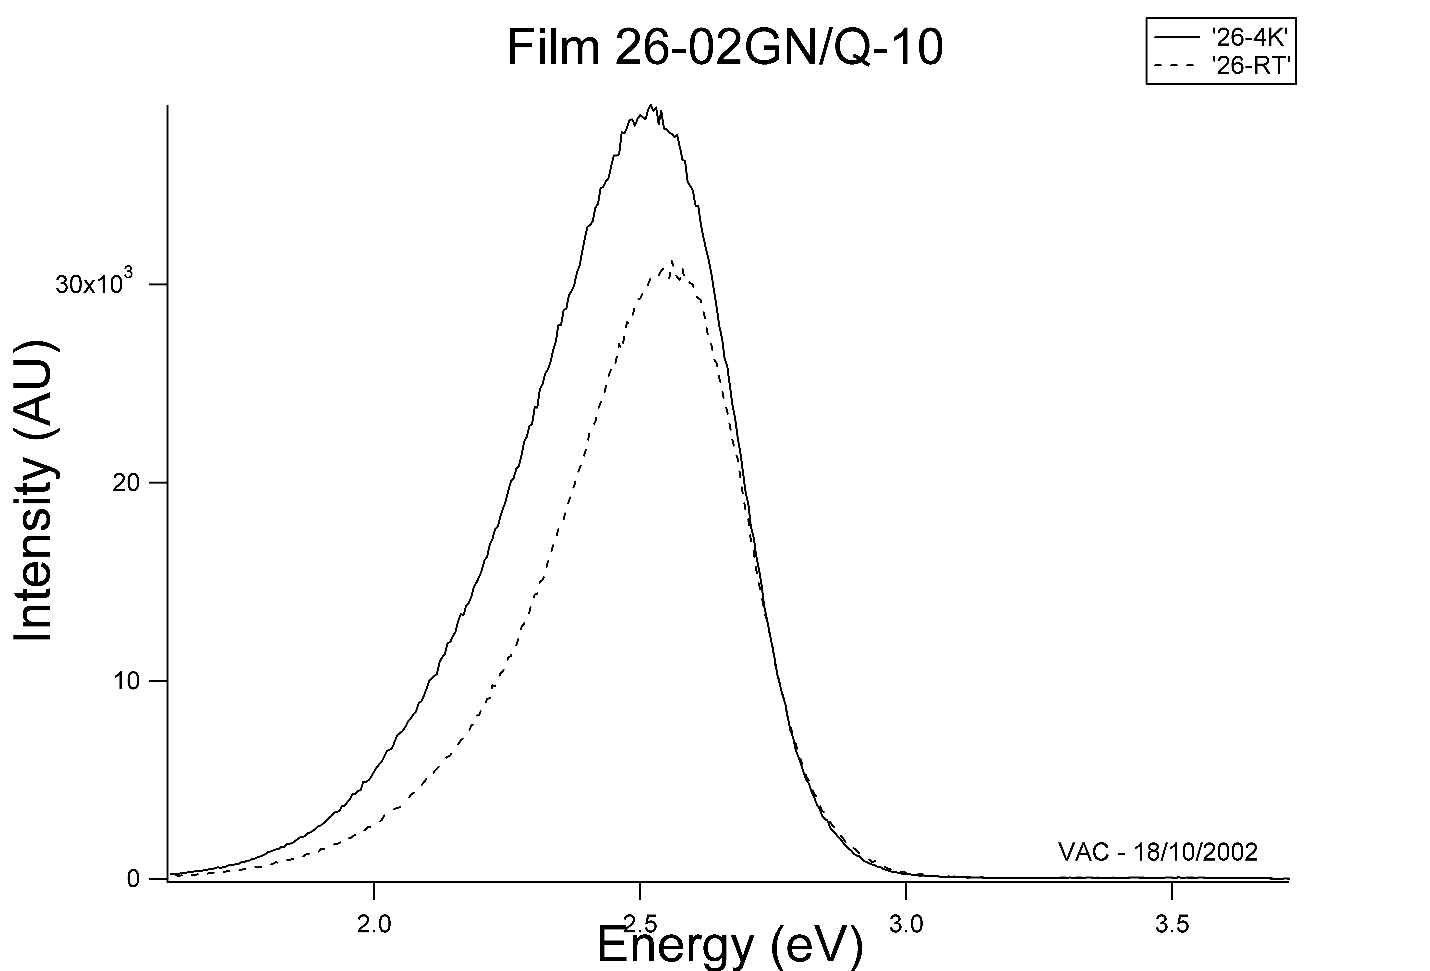 Film 26-02GN/Q-10
'26-4K'
'26-RT'
30x10³
20
10
0
Intensity (AU)
VAC - 18/10/2002
2.0
2.5
3.0
3.5
Energy (eV)